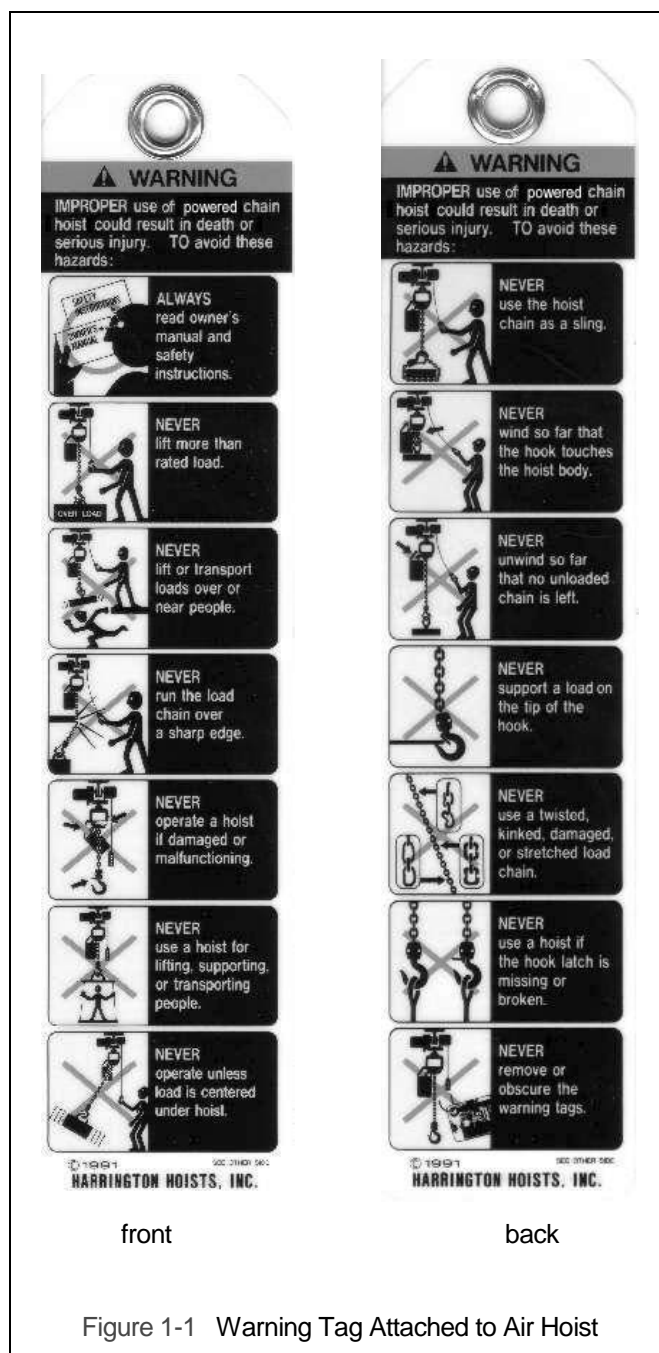 WARNING
IMPROPER use of powered chain
hoist could result in death or
serious injury. TO avoid these
hazards:
SAFETY
INSTRUCTIONS
OWNER'S
MANUAL
ALWAYS
read owner's
manual and
safety
instructions.
NEVER
lift more than
rated load.
OVER LOAD
NEVER
lift or transport
loads over or
near people.
NEVER
run the load
chain over
a sharp edge.
NEVER
operate a hoist
if damaged or
malfunctioning.
NEVER
use a hoist for
lifting, supporting,
or transporting
people.
NEVER
operate unless
load is centered
under hoist.
©1991
SEE OTHER SIDE
HARRINGTON HOISTS, INC.
front
WARNING
IMPROPER use of powered chain
hoist could result in death or
serious injury. TO avoid these
hazards:
NEVER
use the hoist
chain as a sling.
NEVER
wind so far that
the hook touches
the hoist body.
NEVER
unwind so far
that no unloaded
chain is left.
NEVER
support a load on
the tip of the
hook.
NEVER
use a twisted,
kinked, damaged,
or stretched load
chain.
NEVER
use a hoist if
the hook latch is
missing or
broken.
NEVER
remove or
obscure the
warning tags.
©1991
SEE OTHER SIDE
HARRINGTON HOISTS, INC.
back
Figure 1-1 Warning Tag Attached to Air Hoist